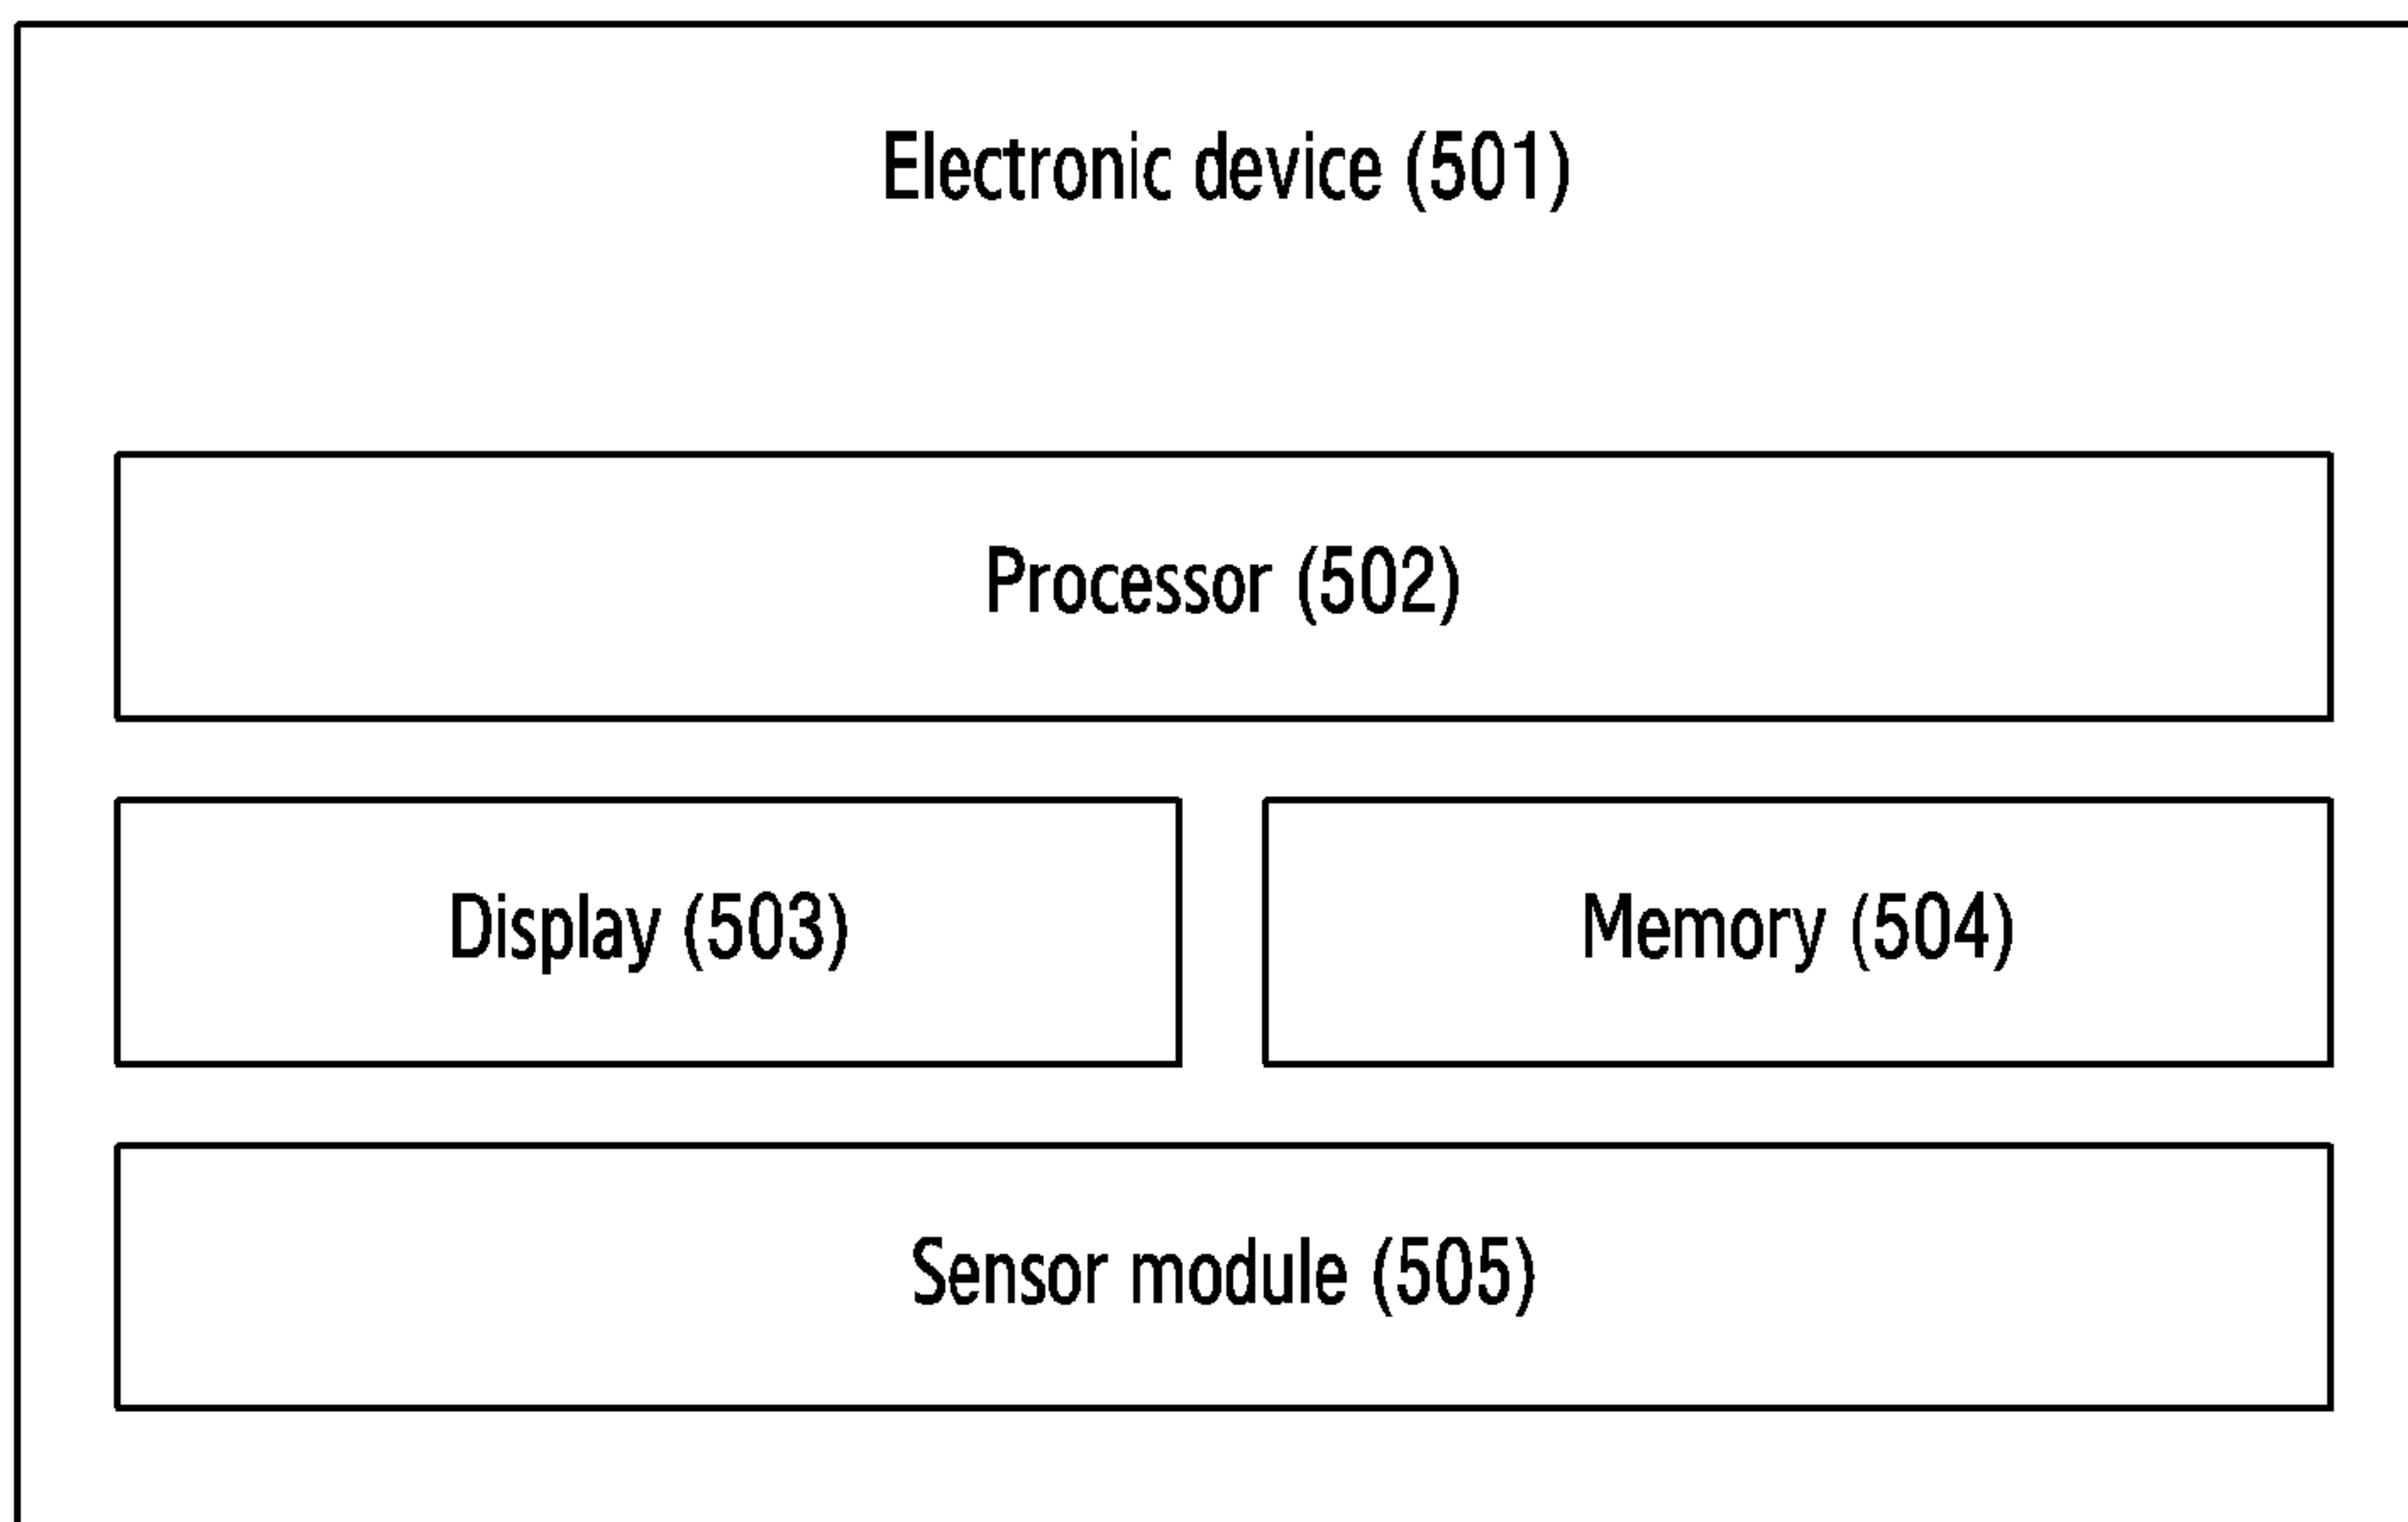 Electronic device (501)
Processor (502)
Display (503)
Memory (504)
Sensor module (505)